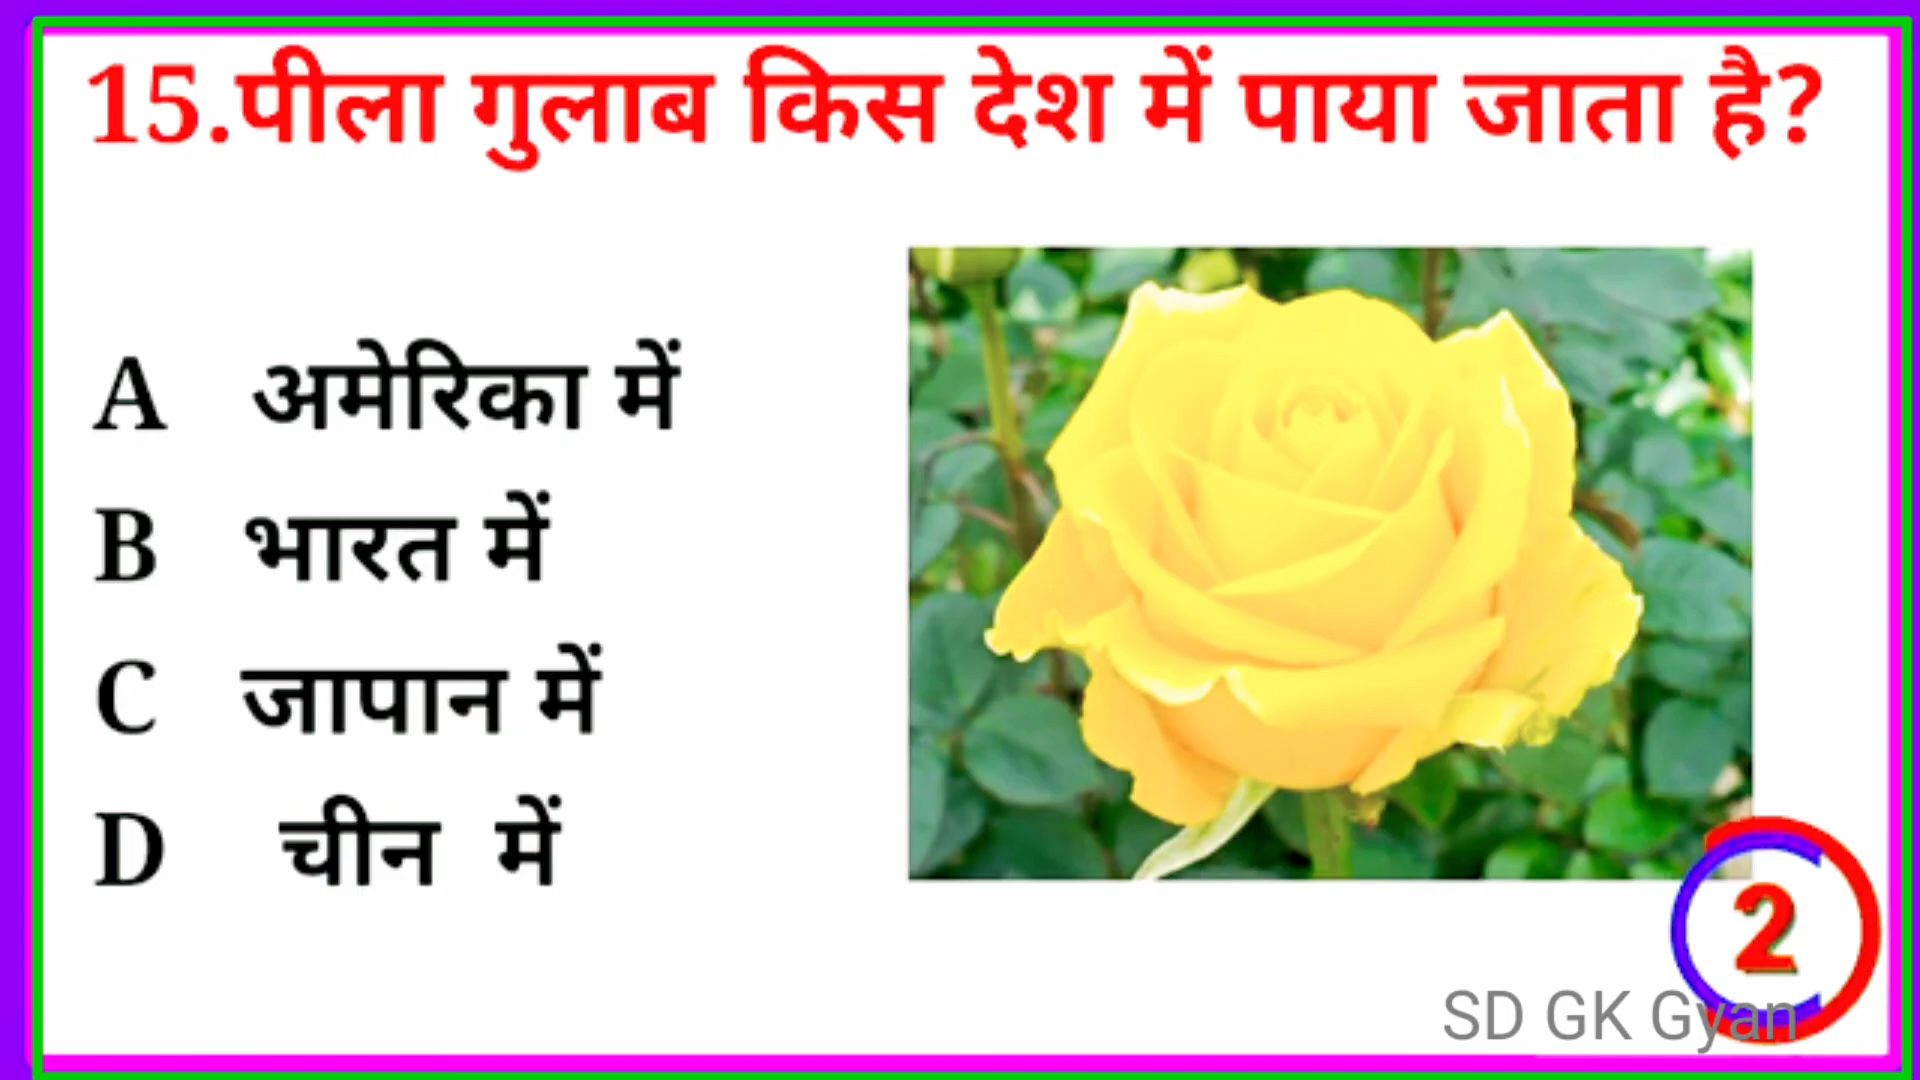 15.पीला गुलाब किस देश में पाया जाता है?
A अमेरिका में
B भारत में
C जापान में
D चीन में
2
SD GK Gyan